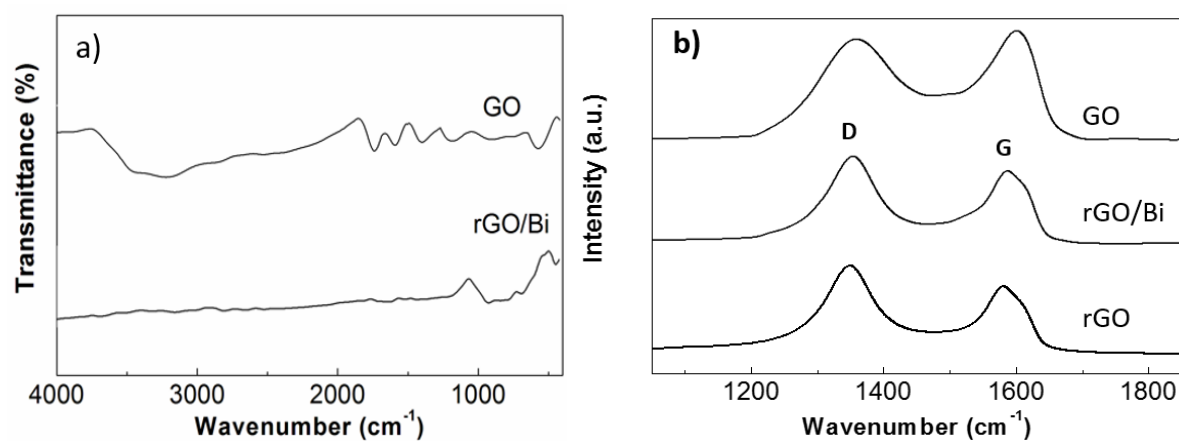 a)
Transmittance (%)
GO
rGO/Bi
4000 3000 2000 1000
Wavenumber (cm⁻¹)
b)
Intensity (a.u.)
GO
D
G
rGO/Bi
rGO
1200 1400 1600 1800
Wavenumber (cm⁻¹)